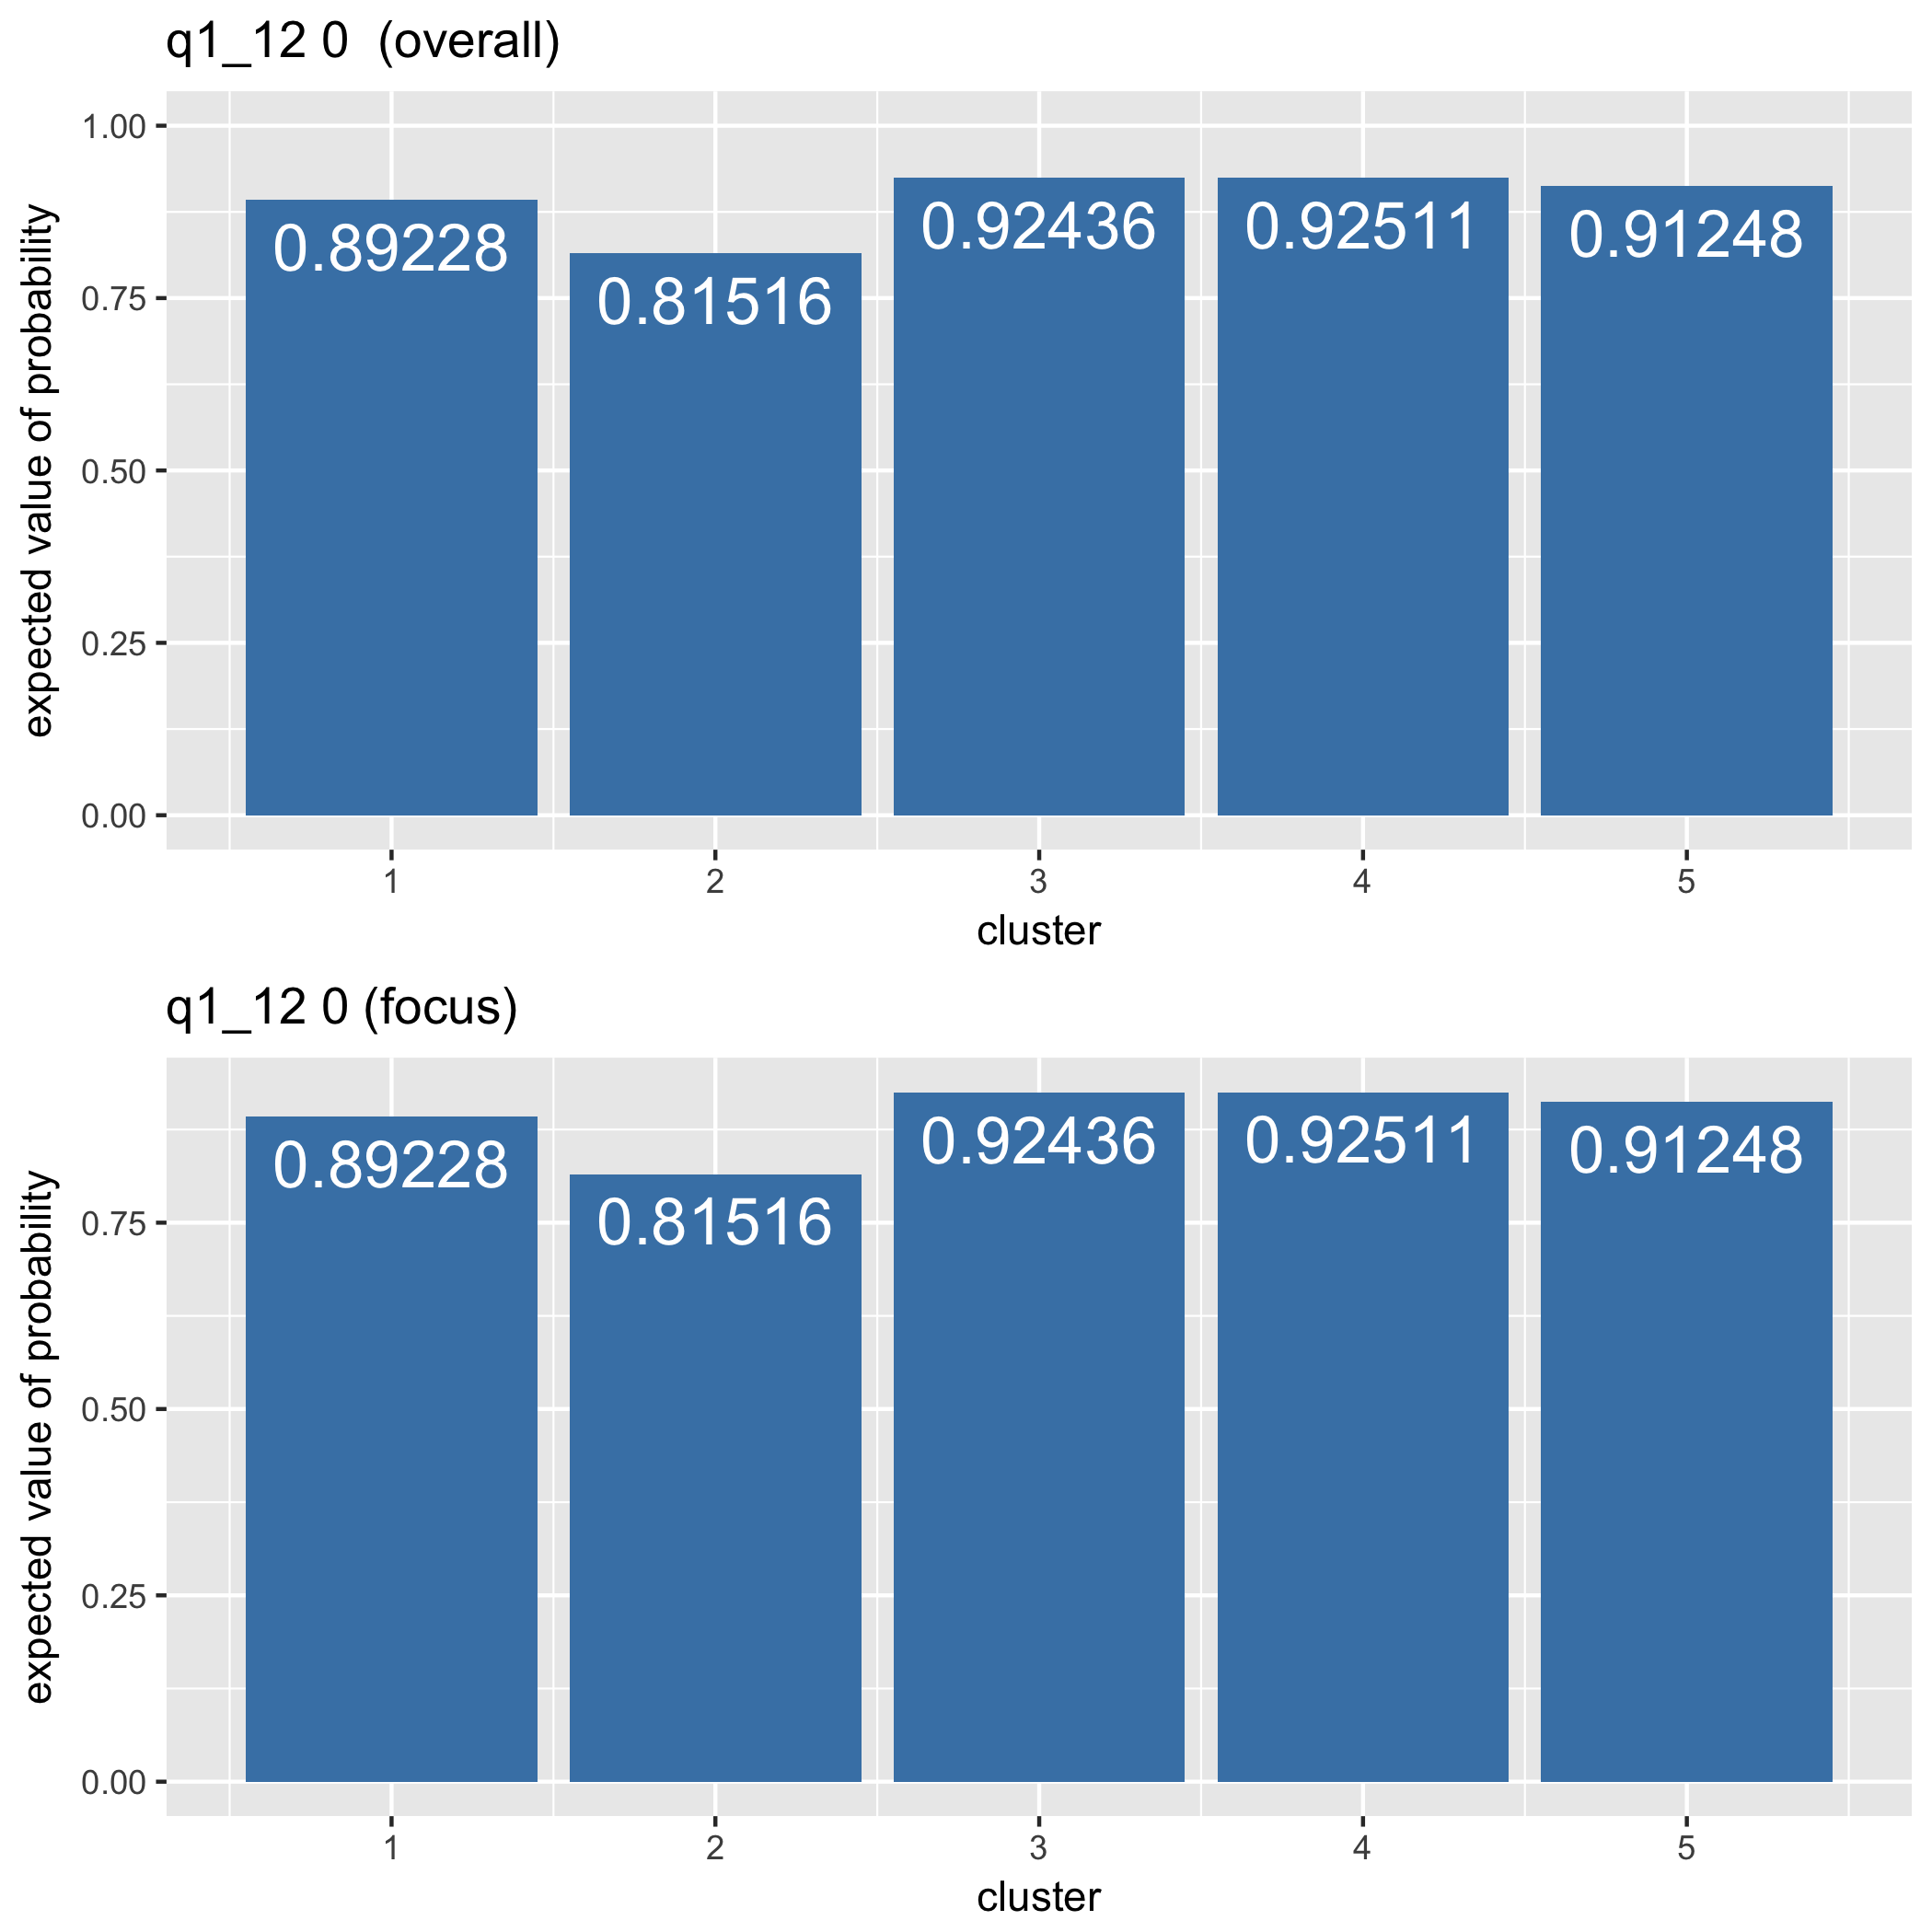 q1_12 0  (overall)
expected value of probability
1.00
0.75
0.50
0.25
0.00
0.89228
0.81516
0.92436
0.92511
0.91248
1 2 3 4 5
cluster
q1_12 0 (focus)
expected value of probability
0.75
0.50
0.25
0.00
0.89228
0.81516
0.92436
0.92511
0.91248
1 2 3 4 5
cluster